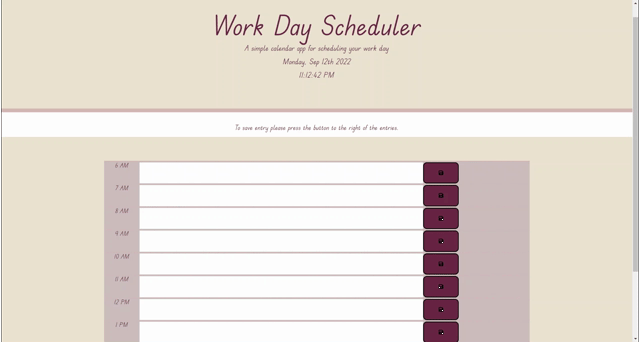 Work Day Scheduler
A simple calendar app for scheduling your work day
Monday, Sep 12th 2022
11:12:42 PM
To save entry please press the button to the right of the entries.
6 AM
7 AM
8 AM
9 AM
10 AM
11 AM
12 PM
1 PM